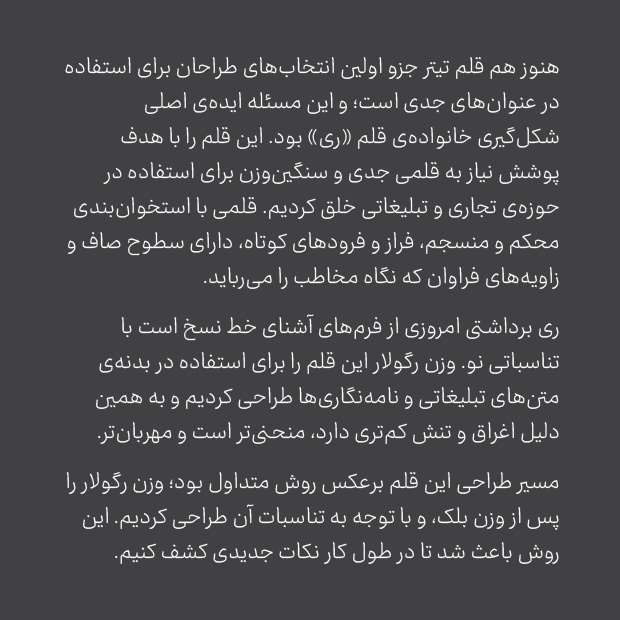 هنوز هم قلم تیتر جزو اولین انتخاب‌های طراحان برای استفاده
در عنوان‌های جدی است؛ و این مسئله ایده‌ی اصلی
شکل‌گیری خانواده‌ی قلم «ری» بود. این قلم را با هدف
پوشش نیاز به قلمی جدی و سنگین‌وزن برای استفاده در
حوزه‌ی تجاری و تبلیغاتی خلق کردیم. قلمی با استخوان‌بندی
محکم و منسجم، فراز و فرودهای کوتاه، دارای سطوح صاف و
زاویه‌های فراوان که نگاه مخاطب را می‌رباید.
ری برداشتی امروزی از فرم‌های آشنای خط نسخ است با
تناسباتی نو. وزن رگولار این قلم را برای استفاده در بدنه‌ی
متن‌های تبلیغاتی و نامه‌نگاری‌ها طراحی کردیم و به همین
دلیل اغراق و تنش کم‌تری دارد، منحنی‌تر است و مهربان‌تر.
مسیر طراحی این قلم برعکس روش متداول بود؛ وزن رگولار را
پس از وزن بلک، و با توجه به تناسبات آن طراحی کردیم. این
روش باعث شد تا در طول کار نکات جدیدی کشف کنیم.